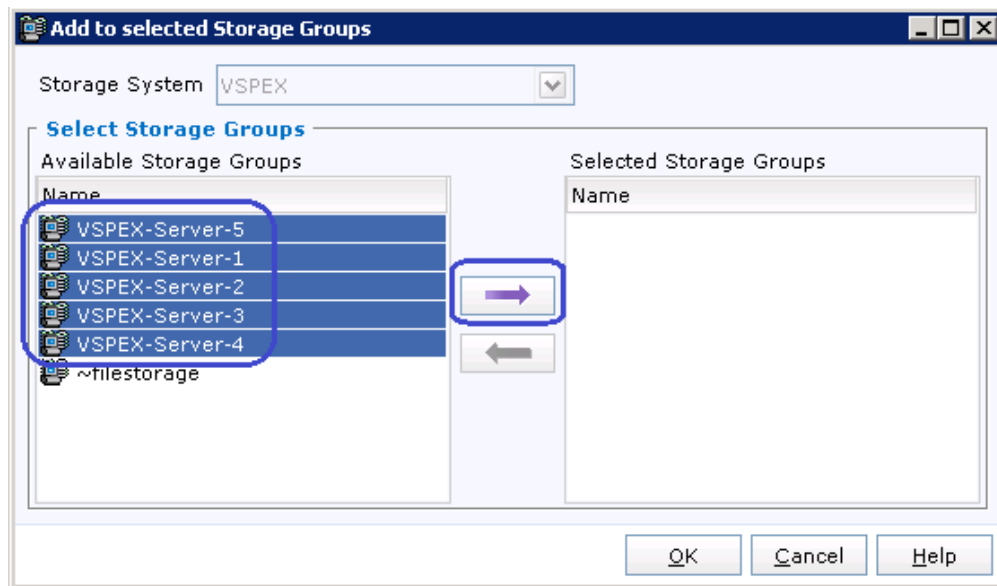 Add to selected Storage Groups
Storage System VSPEX
Select Storage Groups
Available Storage Groups
Name
VSPEX-Server-5
VSPEX-Server-1
VSPEX-Server-2
VSPEX-Server-3
VSPEX-Server-4
~filestorage
Selected Storage Groups
Name
OK Cancel Help